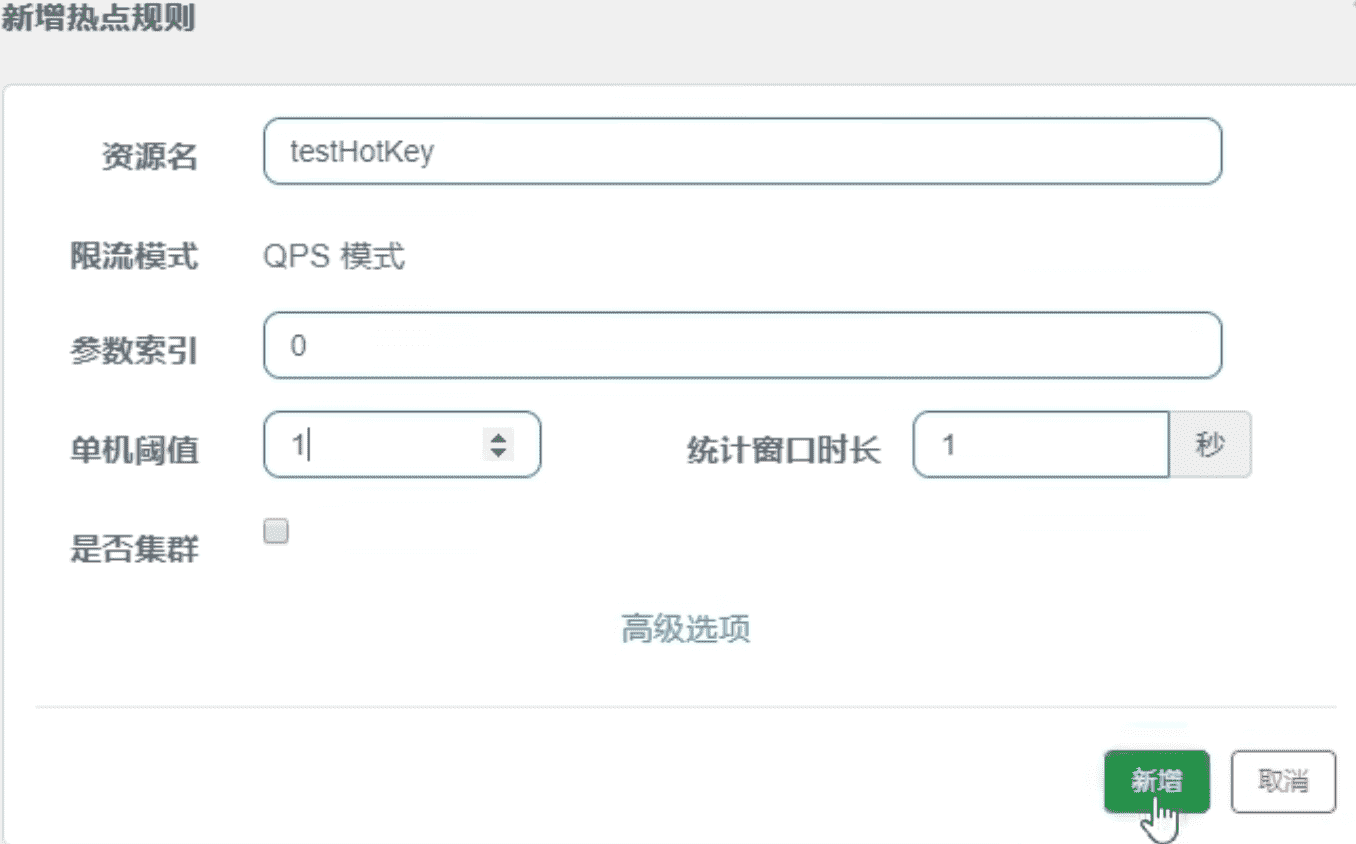 新增热点规则
资源名 testHotKey
限流模式 QPS 模式
参数索引 0
单机阈值 1 统计窗口时长 1 秒
是否集群
高级选项
新增 取消